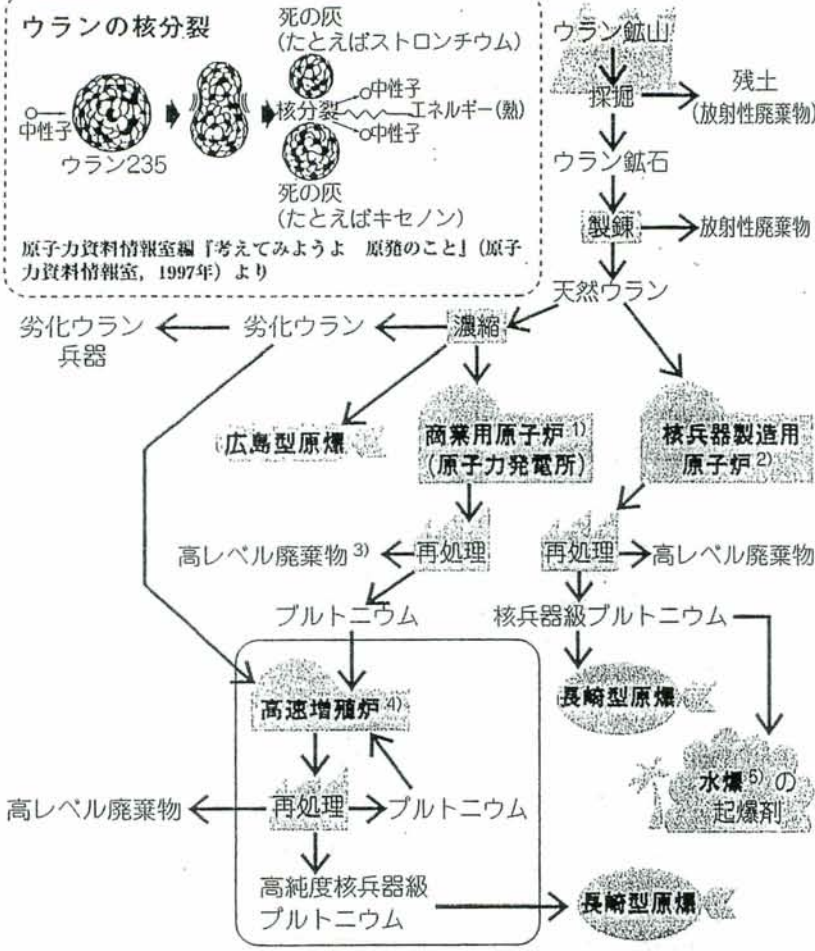 ウランの核分裂
死の灰
(たとえばストロンチウム)
中性子
ウラン235
核分裂
中性子
エネルギー(熱)
中性子
死の灰
(たとえばキセノン)
原子力資料情報室編『考えてみようよ 原発のこと』(原子
力資料情報室, 1997年) より
ウラン鉱山
採掘
残土
(放射性廃棄物)
ウラン鉱石
製錬
放射性廃棄物
天然ウラン
劣化ウラン
兵器
劣化ウラン
濃縮
広島型原爆
商業用原子炉1)
(原子力発電所)
核兵器製造用
原子炉2)
高レベル廃棄物3)
再処理
再処理
高レベル廃棄物
プルトニウム
核兵器級プルトニウム
高速増殖炉4)
長崎型原爆
水爆5)の
起爆剤
高レベル廃棄物
再処理
プルトニウム
高純度核兵器級
プルトニウム
長崎型原爆